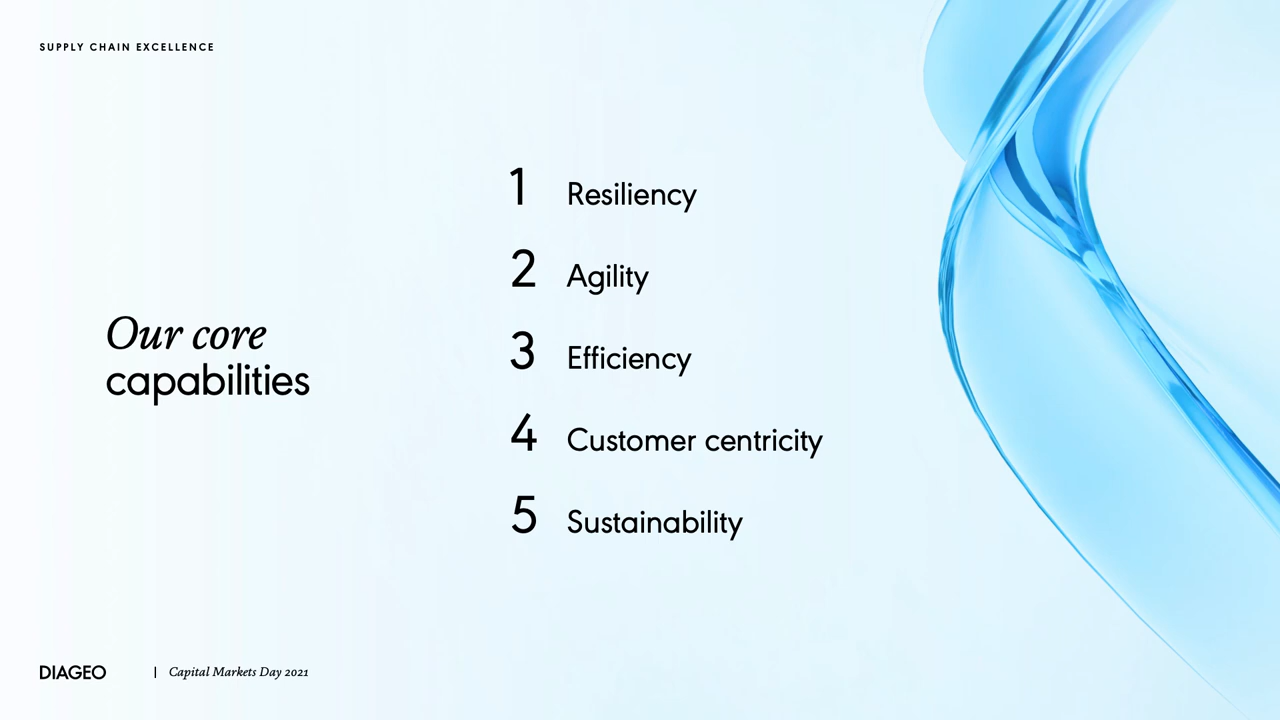 SUPPLY CHAIN EXCELLENCE
Our core
capabilities
1 Resiliency
2 Agility
3 Efficiency
4 Customer centricity
5 Sustainability
DIAGEO | Capital Markets Day 2021